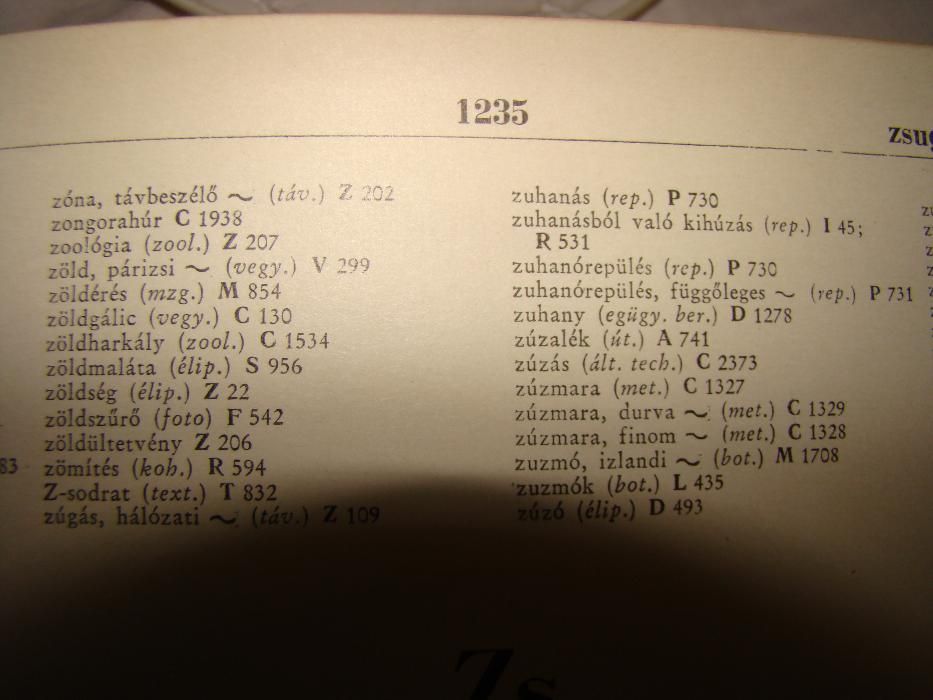 1235
zsug
zóna, távbeszélő ~ (táv.) Z 202
zongorahúr C 1938
zoológia (zool.) Z 207
zöld, párizsi ~ (vegy.) V 299
zöldérés (mzg.) M 854
zöldgálic (vegy.) C 130
zöldharkály (zool.) C 1534
zöldmaláta (élip.) S 956
zöldség (élip.) Z 22
zöldszűrő (foto) F 542
zöldültetvény Z 206
83
zömítés (koh.) R 594
Z-sodrat (text.) T 832
zúgás, hálózati ~ (táv.) Z 109
zuhanás (rep.) P 730
zuhanásból való kihúzás (rep.) I 45;
R 531
zuhanórepülés (rep.) P 730
zuhanórepülés, függőleges ~ (rep.) P 731
zuhany (együgy. ber.) D 1278
zúzalék (út.) A 741
zúzás (ált. tech.) C 2373
zúzmara (met.) C 1327
zúzmara, durva ~ (met.) C 1329
zúzmara, finom ~ (met.) C 1328
zuzmó, izlandi ~ (bot.) M 1708
zuzmók (bot.) L 435
zúzó (élip.) D 493
Zs